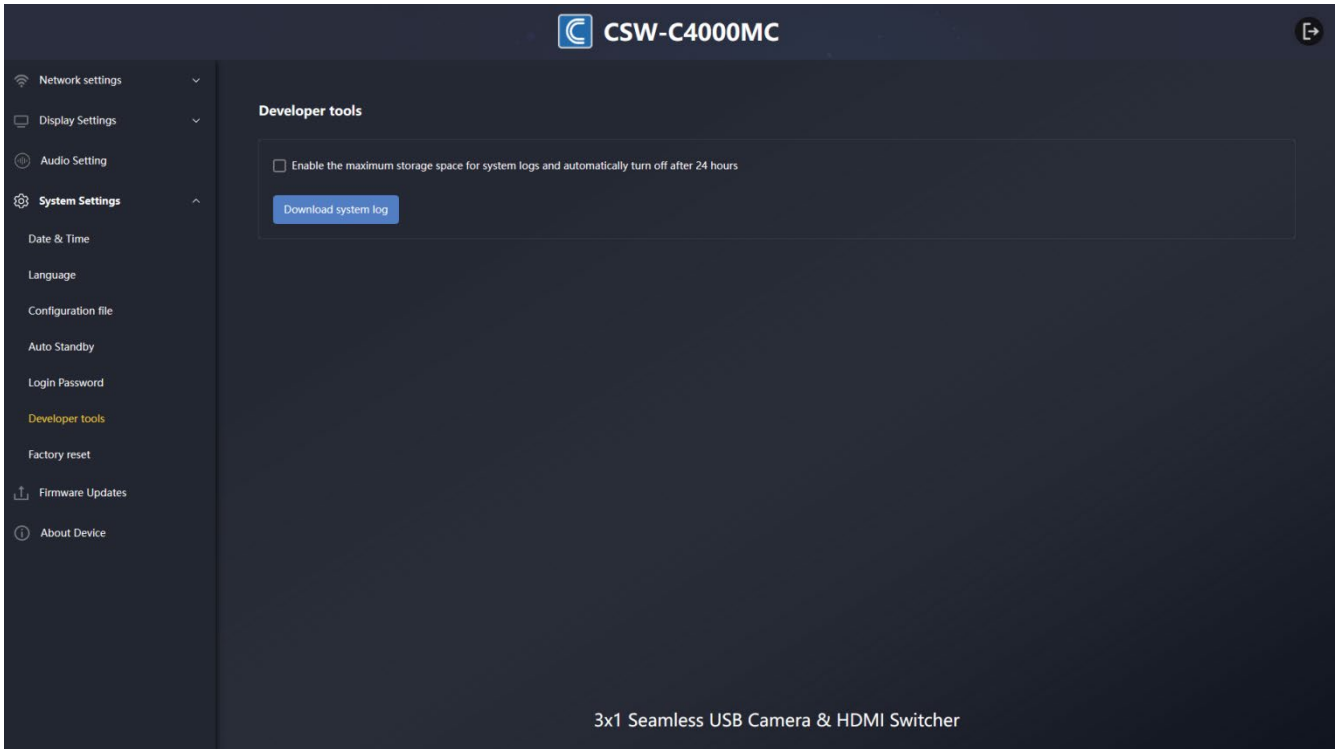 CSW-C4000MC
Network settings
Display Settings
Audio Setting
System Settings
Date & Time
Language
Configuration file
Auto Standby
Login Password
Developer tools
Factory reset
Firmware Updates
About Device
Developer tools
Enable the maximum storage space for system logs and automatically turn off after 24 hours
Download system log
3x1 Seamless USB Camera & HDMI Switcher